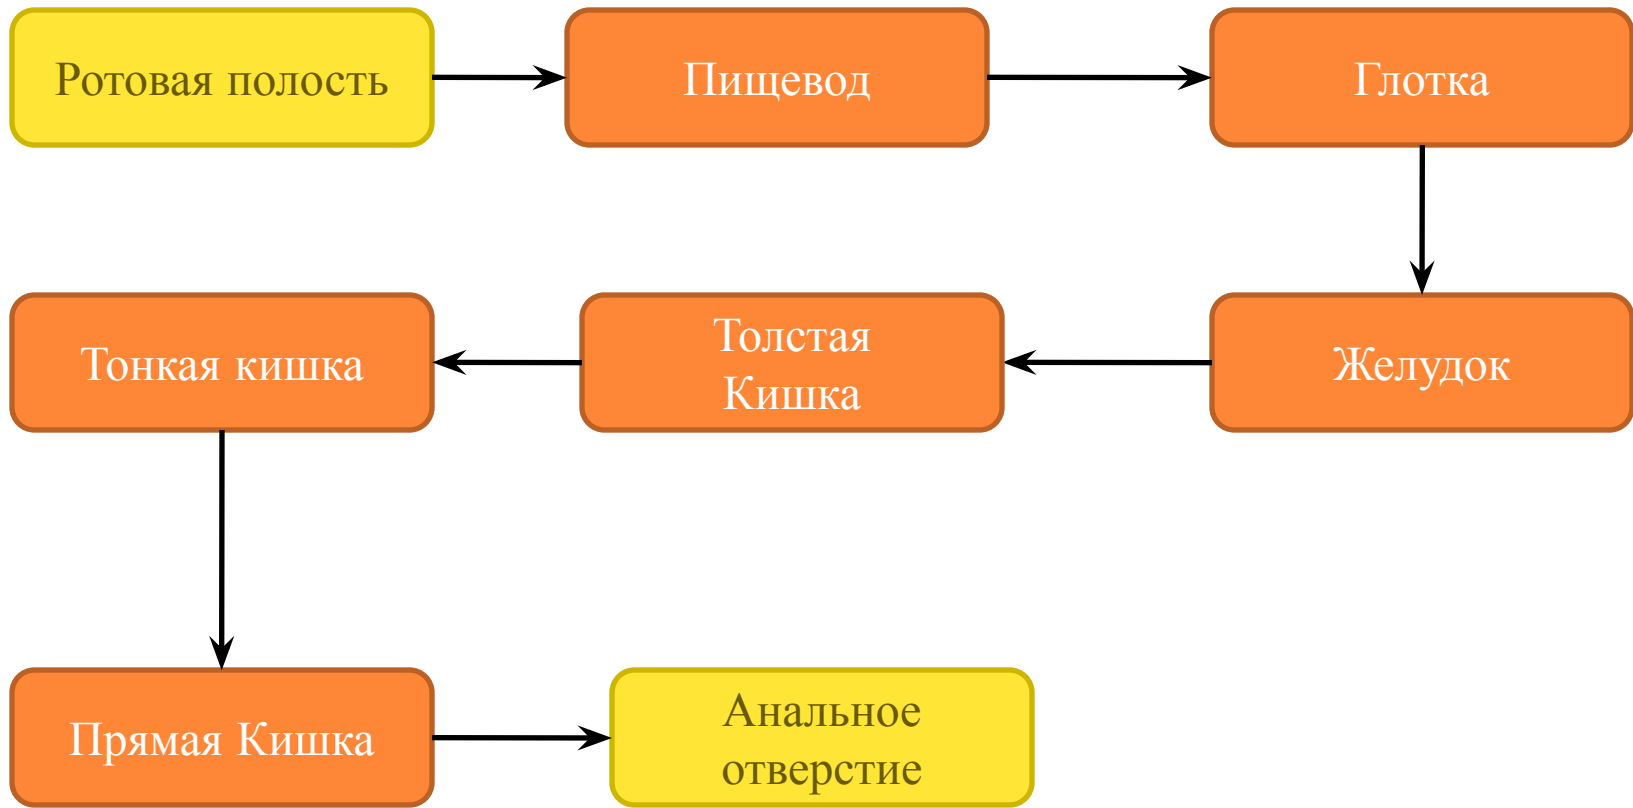 Ротовая полость
Пищевод
Глотка
Желудок
Толстая
Кишка
Тонкая кишка
Прямая Кишка
Анальное
отверстие